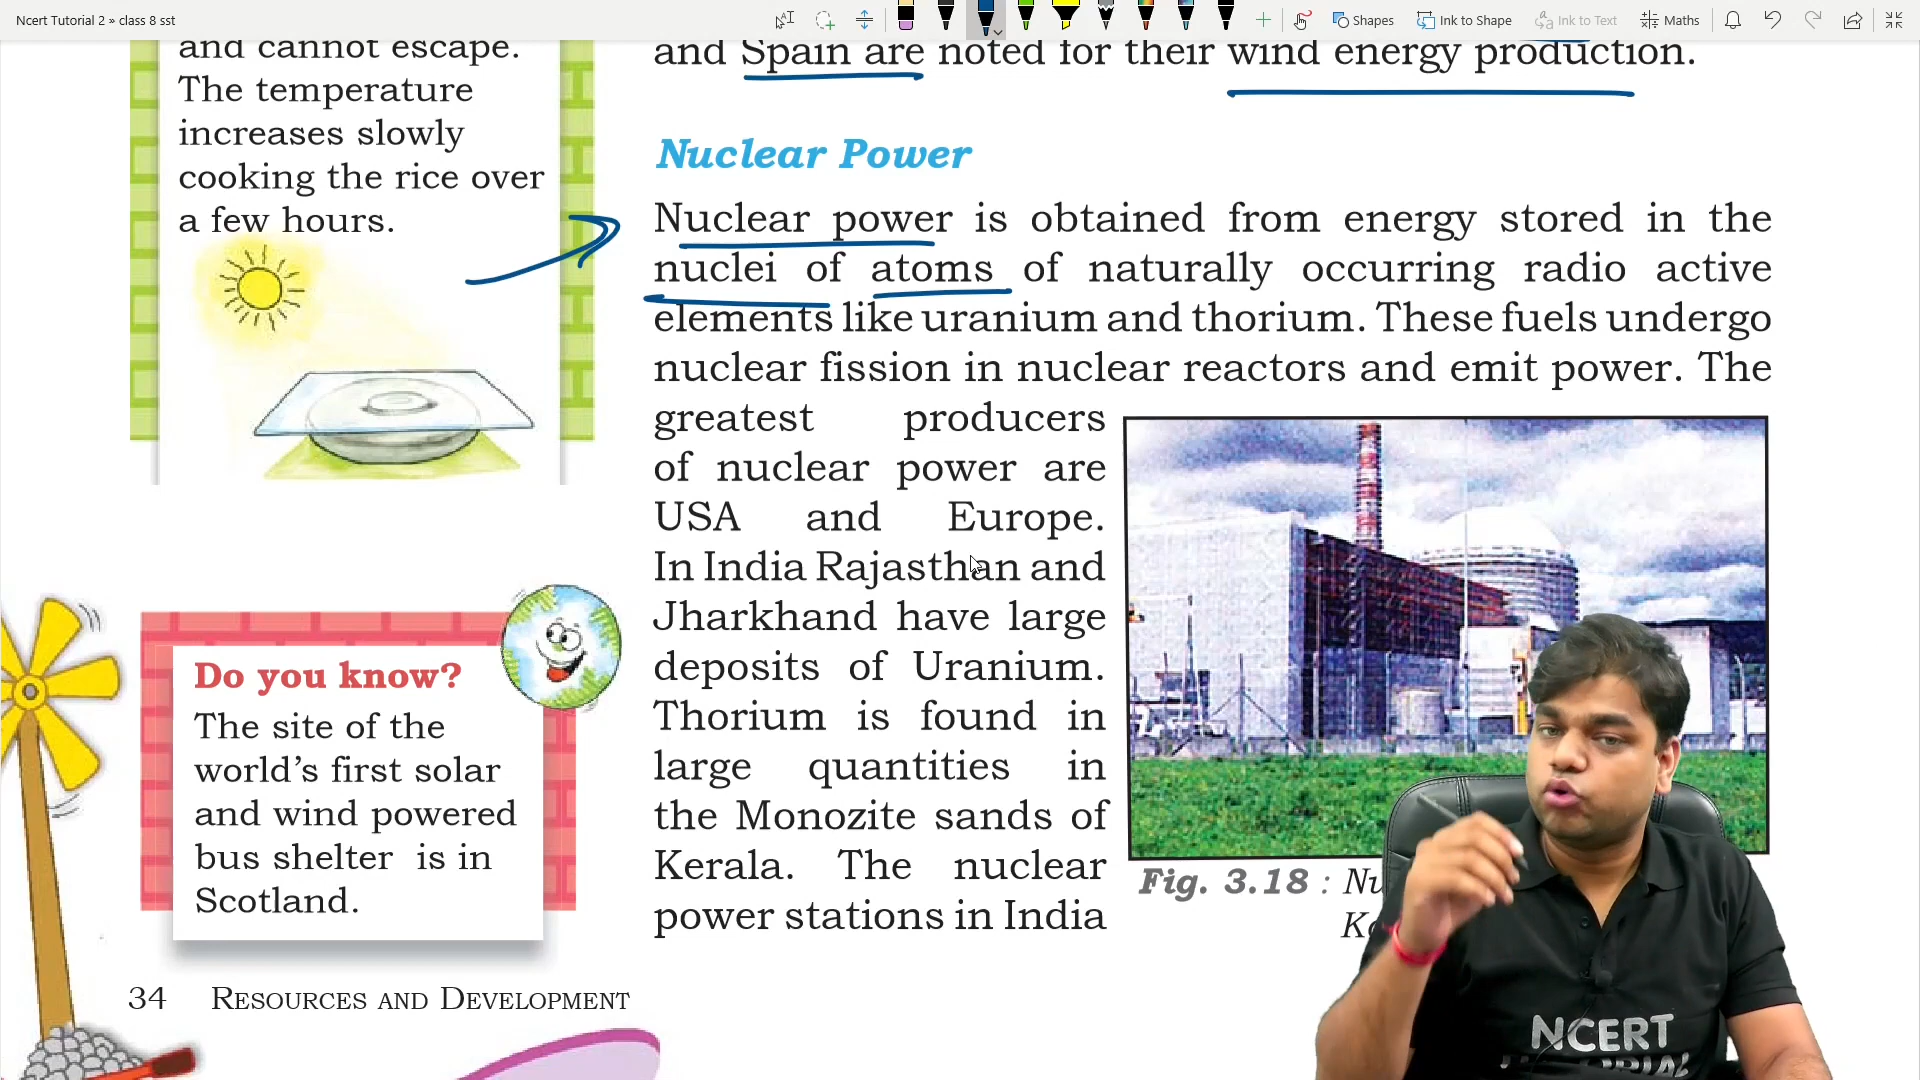 Ncert Tutorial 2 » class 8 sst
Shapes
Ink to Shape
Ink to Text
Maths
and cannot escape.
The temperature
increases slowly
cooking the rice over
a few hours.
Do you know?
The site of the
world's first solar
and wind powered
bus shelter is in
Scotland.
34 RESOURCES AND DEVELOPMENT
and Spain are noted for their wind energy production.
Nuclear Power
Nuclear power is obtained from energy stored in the
nuclei of atoms of naturally occurring radio active
elements like uranium and thorium. These fuels undergo
nuclear fission in nuclear reactors and emit power. The
greatest producers
of nuclear power are
USA and Europe.
In India Rajasthan and
Jharkhand have large
deposits of Uranium.
Thorium is found in
large quantities in
the Monozite sands of
Kerala. The nuclear
power stations in India
Fig. 3.18 :
NCERT